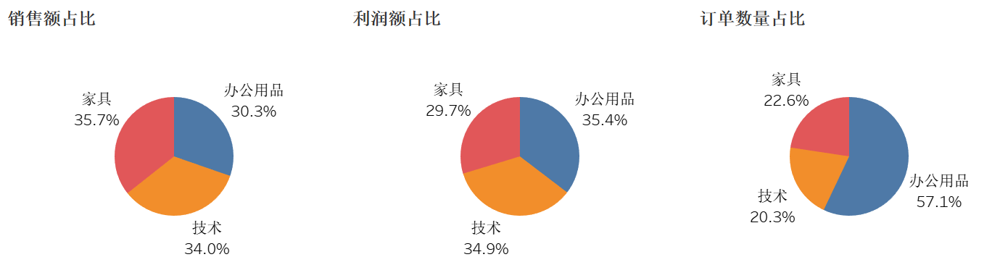 销售额占比
家具
35.7%
办公用品
30.3%
技术
34.0%
利润额占比
家具
29.7%
办公用品
35.4%
技术
34.9%
订单数量占比
家具
22.6%
办公用品
57.1%
技术
20.3%